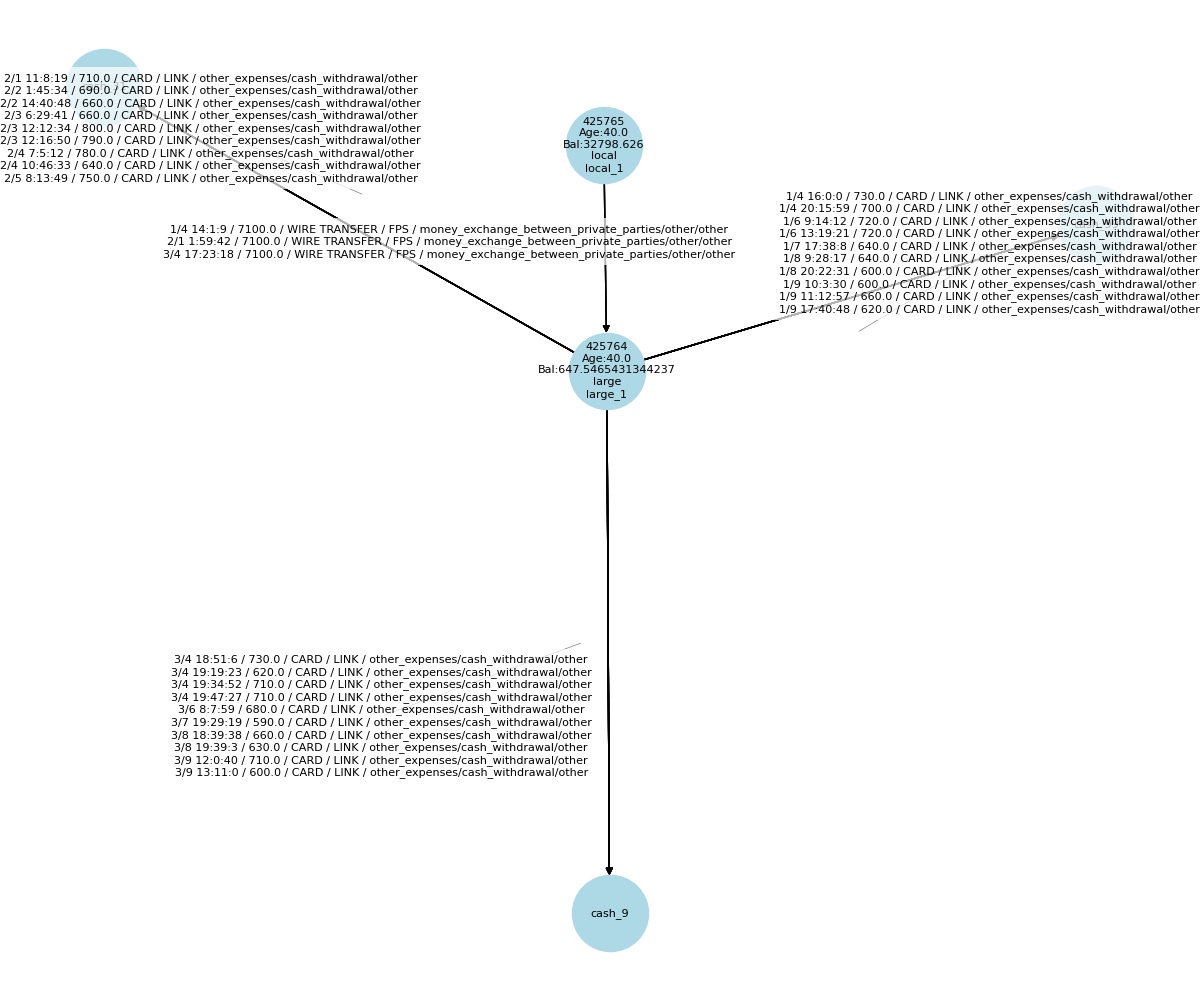 2/1 11:8:19 / 710.0 / CARD / LINK / other_expenses/cash_withdrawal/other
2/2 1:45:34 / 690.0 / CARD / LINK / other_expenses/cash_withdrawal/other
2/2 14:40:48 / 660.0 / CARD / LINK / other_expenses/cash_withdrawal/other
2/3 6:29:41 / 660.0 / CARD / LINK / other_expenses/cash_withdrawal/other
2/3 12:12:34 / 800.0 / CARD / LINK / other_expenses/cash_withdrawal/other
2/3 12:16:50 / 790.0 / CARD / LINK / other_expenses/cash_withdrawal/other
2/4 7:5:12 / 780.0 / CARD / LINK / other_expenses/cash_withdrawal/other
2/4 10:46:33 / 640.0 / CARD / LINK / other_expenses/cash_withdrawal/other
2/5 8:13:49 / 750.0 / CARD / LINK / other_expenses/cash_withdrawal/other
425765
Age:40.0
Bal:32798.626
local
local_1
1/4 16:0:0 / 730.0 / CARD / LINK / other_expenses/cash_withdrawal/other
1/4 20:15:59 / 700.0 / CARD / LINK / other_expenses/cash_withdrawal/other
1/6 9:14:12 / 720.0 / CARD / LINK / other_expenses/cash_withdrawal/other
1/6 13:19:21 / 720.0 / CARD / LINK / other_expenses/cash_withdrawal/other
1/7 17:38:8 / 640.0 / CARD / LINK / other_expenses/cash_withdrawal/other
1/8 9:28:17 / 640.0 / CARD / LINK / other_expenses/cash_withdrawal/other
1/8 20:22:31 / 600.0 / CARD / LINK / other_expenses/cash_withdrawal/other
1/9 10:3:30 / 600.0 / CARD / LINK / other_expenses/cash_withdrawal/other
1/9 11:12:57 / 660.0 / CARD / LINK / other_expenses/cash_withdrawal/other
1/9 17:40:48 / 620.0 / CARD / LINK / other_expenses/cash_withdrawal/other
1/4 14:1:9 / 7100.0 / WIRE TRANSFER / FPS / money_exchange_between_private_parties/other/other
2/1 1:59:42 / 7100.0 / WIRE TRANSFER / FPS / money_exchange_between_private_parties/other/other
3/4 17:23:18 / 7100.0 / WIRE TRANSFER / FPS / money_exchange_between_private_parties/other/other
425764
Age:40.0
Bal:647.5465431344237
large
large_1
3/4 18:51:6 / 730.0 / CARD / LINK / other_expenses/cash_withdrawal/other
3/4 19:19:23 / 620.0 / CARD / LINK / other_expenses/cash_withdrawal/other
3/4 19:34:52 / 710.0 / CARD / LINK / other_expenses/cash_withdrawal/other
3/4 19:47:27 / 710.0 / CARD / LINK / other_expenses/cash_withdrawal/other
3/6 8:7:59 / 680.0 / CARD / LINK / other_expenses/cash_withdrawal/other
3/7 19:29:19 / 590.0 / CARD / LINK / other_expenses/cash_withdrawal/other
3/8 18:39:38 / 660.0 / CARD / LINK / other_expenses/cash_withdrawal/other
3/8 19:39:3 / 630.0 / CARD / LINK / other_expenses/cash_withdrawal/other
3/9 12:0:40 / 710.0 / CARD / LINK / other_expenses/cash_withdrawal/other
3/9 13:11:0 / 600.0 / CARD / LINK / other_expenses/cash_withdrawal/other
cash_9